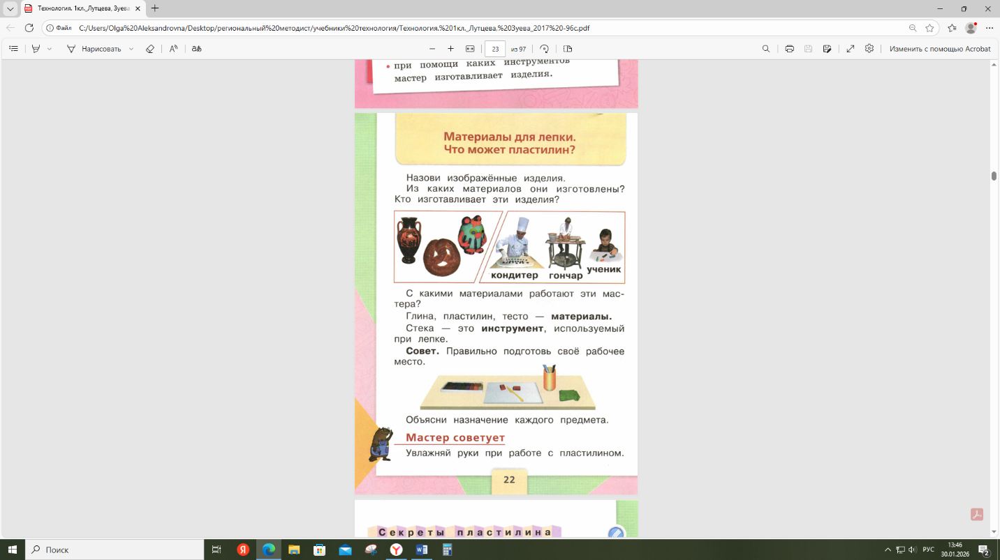 Технология. 1кл._Лутцева, Зуева
Файл
C:/Users/Olga%20Aleksandrovna/Desktop/региональный%20методист/учебники%20технология/Технология.%201кл._Лутцева,%203уева_2017%20-96с.pdf
Нарисовать
23 из 97
Изменить с помощью Acrobat
• при помощи каких инструментов
мастер изготавливает изделия.
Материалы для лепки.
Что может пластилин?
Назови изображённые изделия.
Из каких материалов они изготовлены?
Кто изготавливает эти изделия?
кондитер гончар ученик
С какими материалами работают эти мас-
тера?
Глина, пластилин, тесто — материалы.
Стека — это инструмент, используемый
при лепке.
Совет. Правильно подготовь своё рабочее
место.
Объясни назначение каждого предмета.
Мастер советует
Увлажняй руки при работе с пластилином.
22
Секреты пластилина
Поиск
РУС
13:46
30.01.2026
2